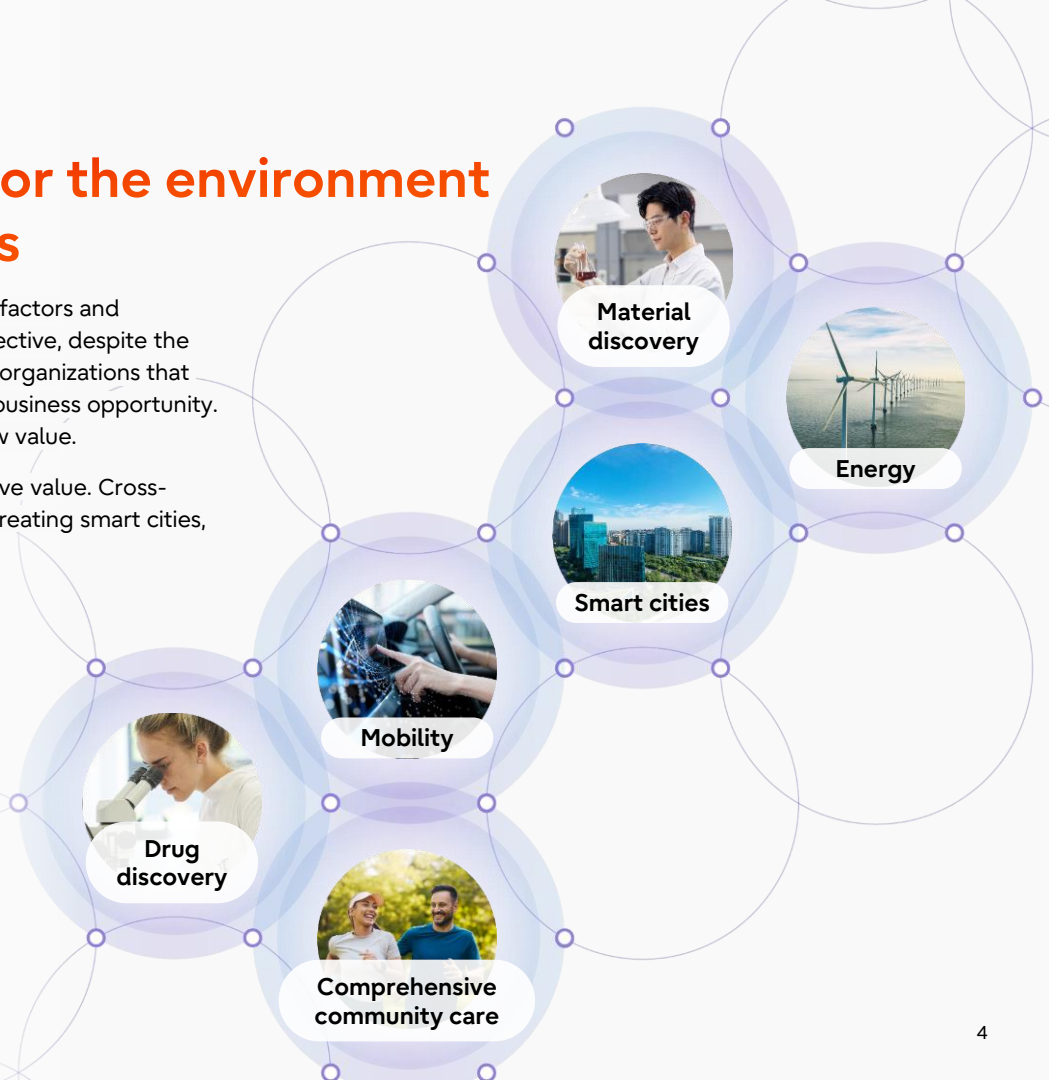 or the environment
s
factors and
ective, despite the
organizations that
business opportunity.
w value.
ve value. Cross-
reating smart cities,
Material
discovery
Energy
Smart cities
Mobility
Drug
discovery
Comprehensive
community care
4